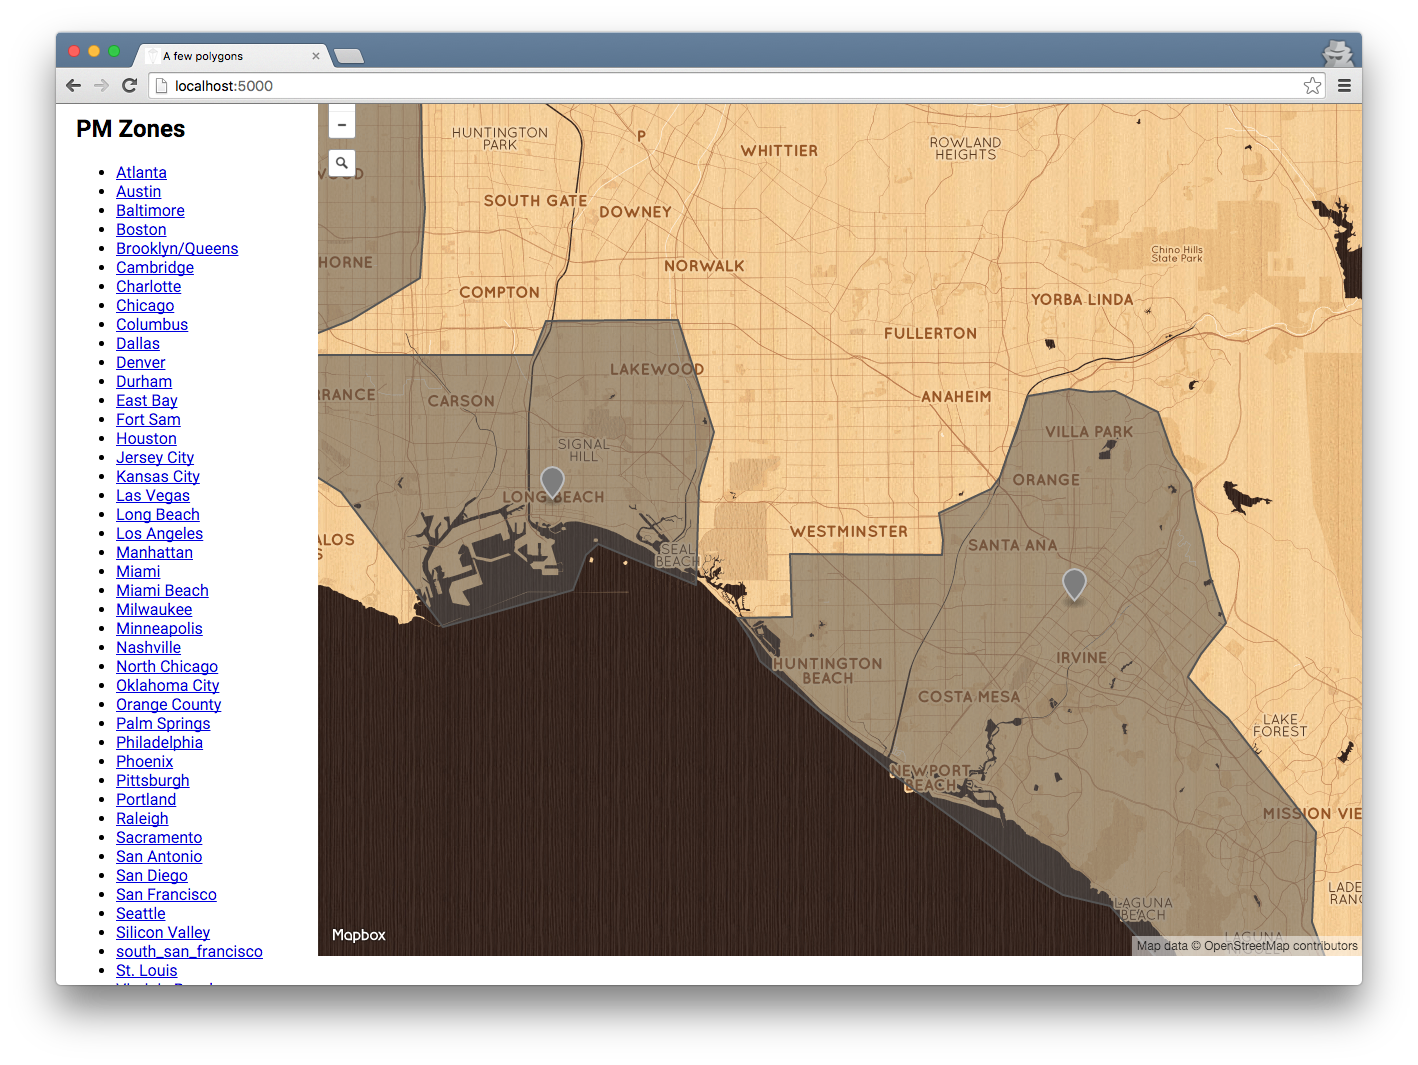 A few polygons
localhost:5000
PM Zones
Atlanta
Austin
Baltimore
Boston
Brooklyn/Queens
Cambridge
Charlotte
Chicago
Columbus
Dallas
Denver
Durham
East Bay
Fort Sam
Houston
Jersey City
Kansas City
Las Vegas
Long Beach
Los Angeles
Manhattan
Miami
Miami Beach
Milwaukee
Minneapolis
Nashville
North Chicago
Oklahoma City
Orange County
Palm Springs
Philadelphia
Phoenix
Pittsburgh
Portland
Raleigh
Sacramento
San Antonio
San Diego
San Francisco
Seattle
Silicon Valley
south_san_francisco
St. Louis
HUNTINGTON
PARK
P
WHITTIER
ROWLAND
HEIGHTS
SOUTH GATE
DOWNEY
HORNE
NORWALK
Chino Hills
State Park
COMPTON
YORBA LINDA
FULLERTON
LAKEWOOD
RRANCE
CARSON
ANAHEIM
VILLA PARK
SIGNAL
HILL
ORANGE
LONG BEACH
WESTMINSTER
ALOS
S
SEAL
BEACH
SANTA ANA
HUNTINGTON
BEACH
IRVINE
COSTA MESA
LAKE
FOREST
NEWPORT
BEACH
MISSION VIE
LADE
RANC
LAGUNA
BEACH
LAGUNA
Mapbox
Map data © OpenStreetMap contributors